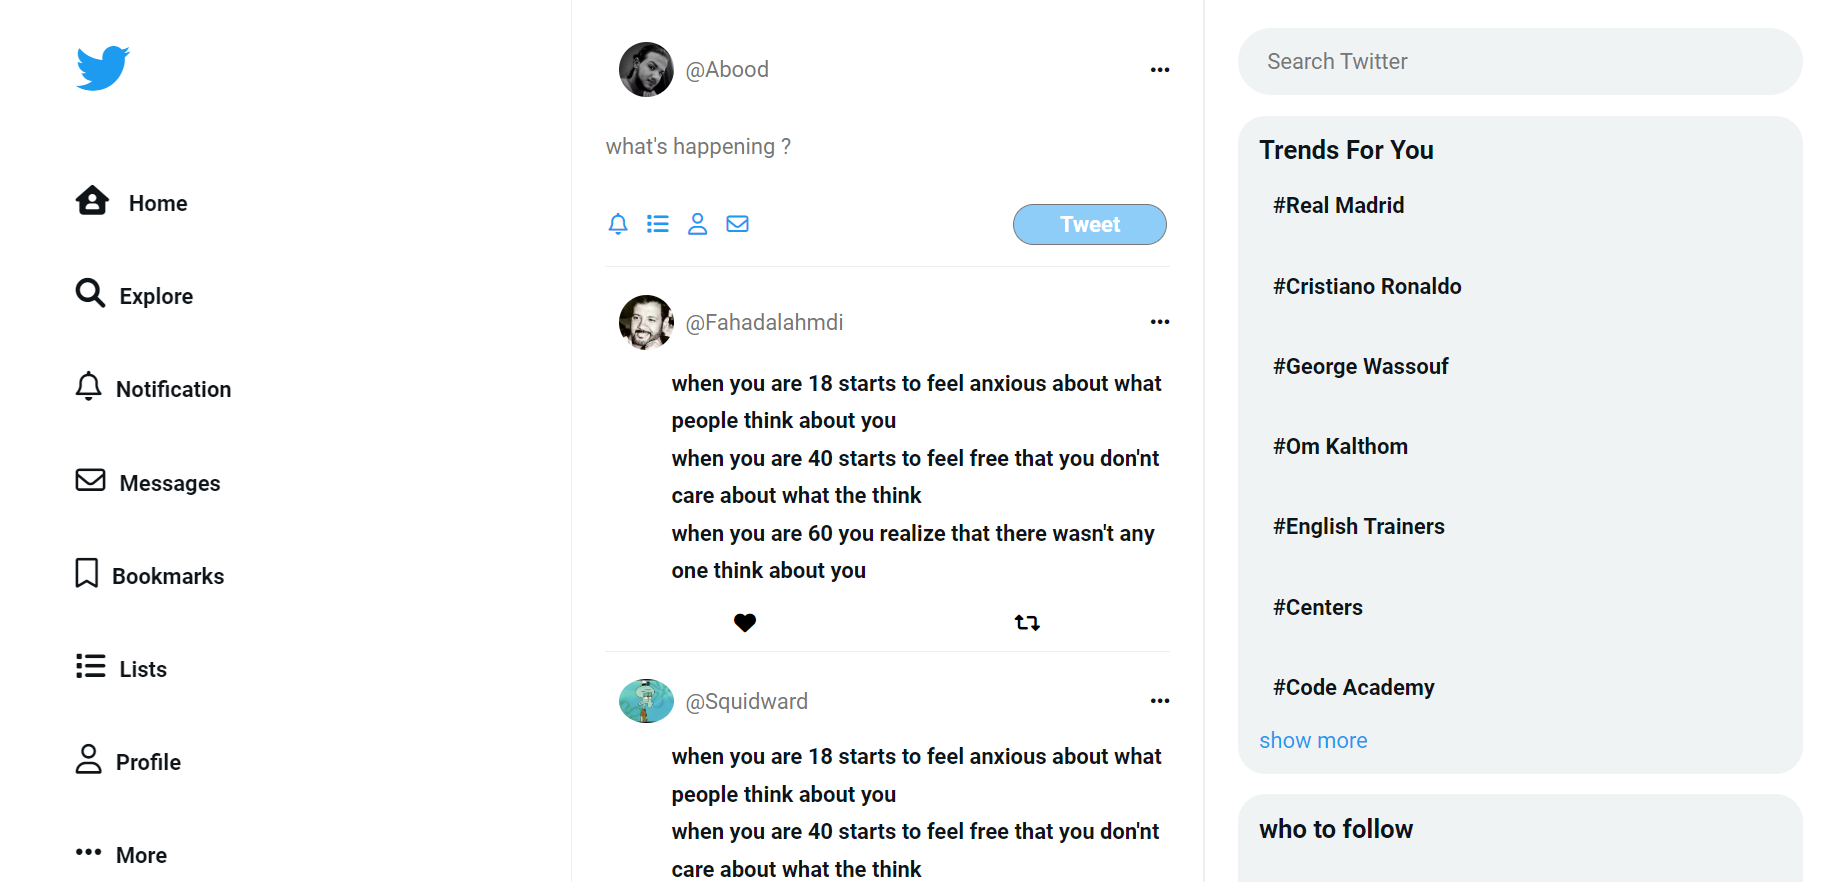 Home
Explore
Notification
Messages
Bookmarks
Lists
Profile
More
@Abood
what's happening ?
Tweet
@Fahadalahmdi
when you are 18 starts to feel anxious about what
people think about you
when you are 40 starts to feel free that you don'nt
care about what the think
when you are 60 you realize that there wasn't any
one think about you
@Squidward
when you are 18 starts to feel anxious about what
people think about you
when you are 40 starts to feel free that you don'nt
care about what the think
Search Twitter
Trends For You
#Real Madrid
#Cristiano Ronaldo
#George Wassouf
#Om Kalthom
#English Trainers
#Centers
#Code Academy
show more
who to follow